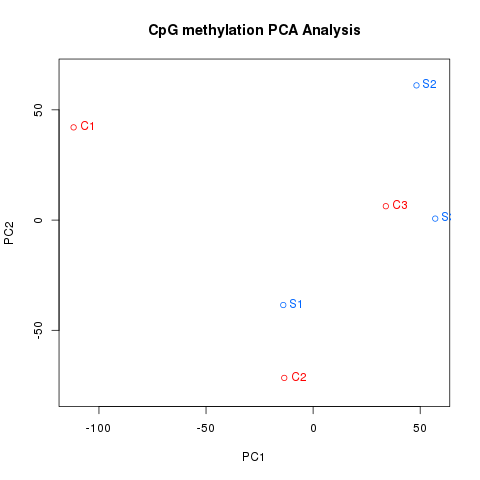 CpG methylation PCA Analysis
S2
C1
C3
S1
C2
50
0
-50
PC2
-100 -50 0 50
PC1